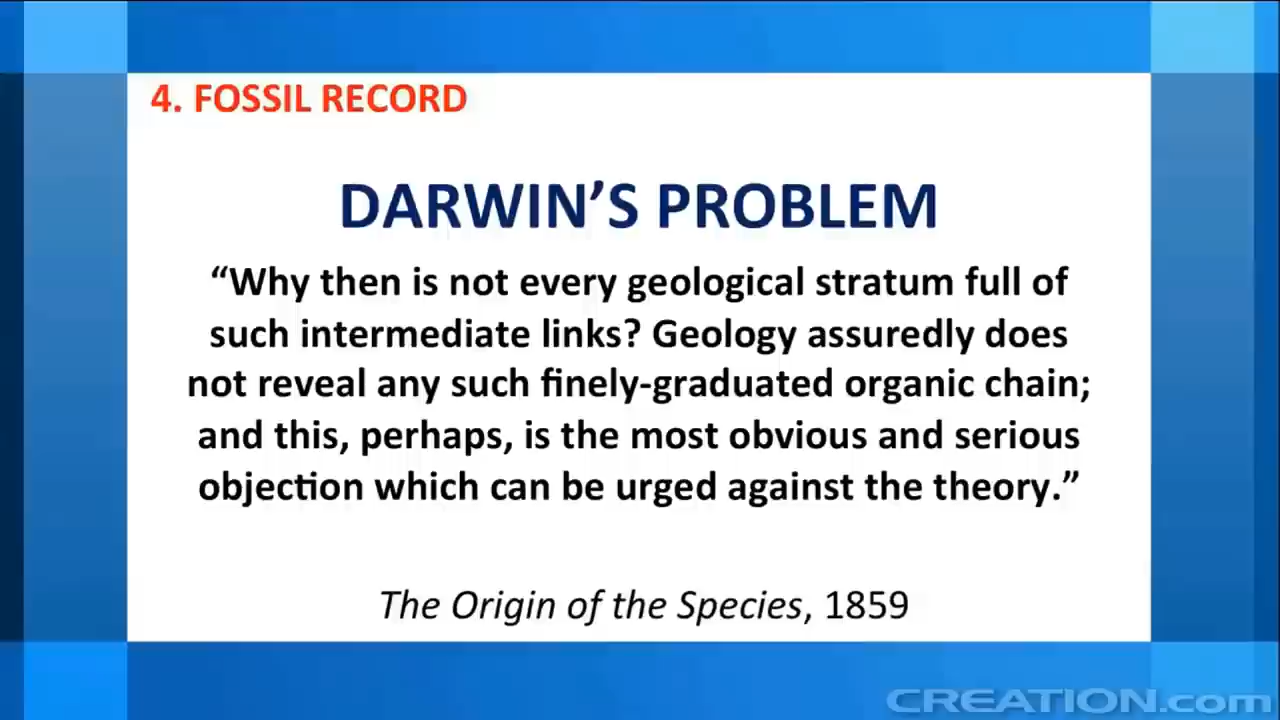 4. FOSSIL RECORD
DARWIN’S PROBLEM
“Why then is not every geological stratum full of
such intermediate links? Geology assuredly does
not reveal any such finely-graduated organic chain;
and this, perhaps, is the most obvious and serious
objection which can be urged against the theory.”
The Origin of the Species, 1859
CREATION.com